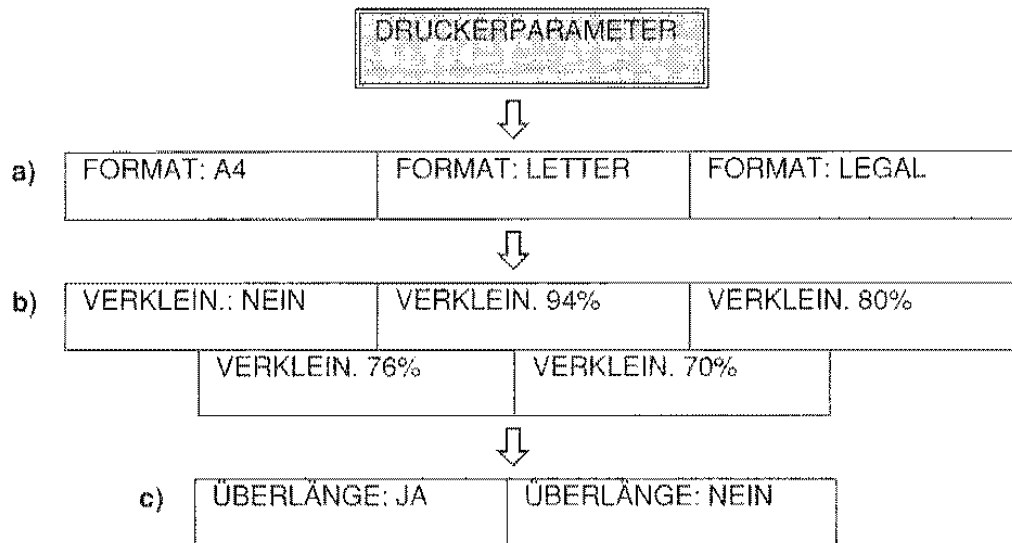 DRUCKERPARAMETER
a) FORMAT: A4 FORMAT: LETTER FORMAT: LEGAL
b) VERKLEIN.: NEIN VERKLEIN. 94% VERKLEIN. 80%
VERKLEIN. 76% VERKLEIN. 70%
c) ÜBERLÄNGE: JA ÜBERLÄNGE: NEIN